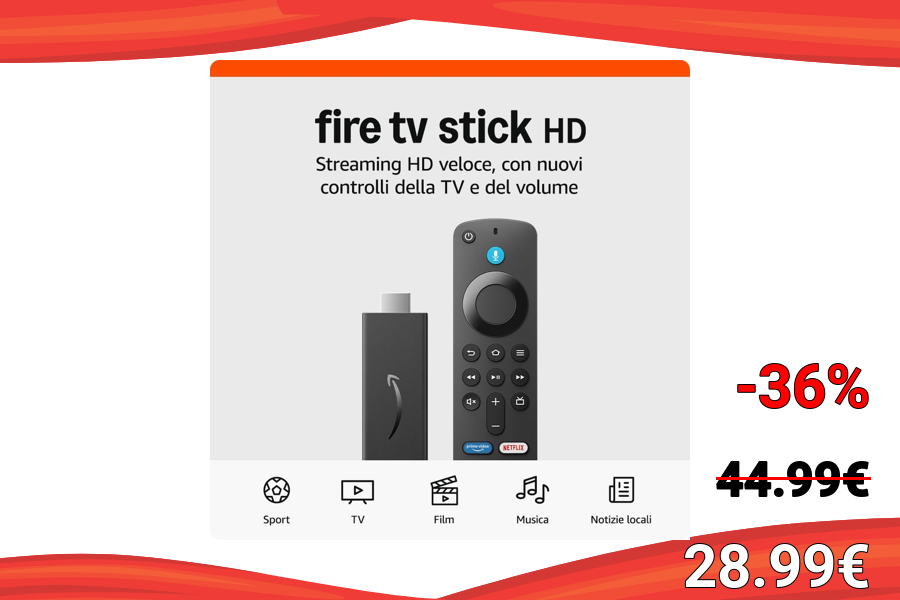 fire tv stick HD
Streaming HD veloce, con nuovi
controlli della TV e del volume
prime video
NETFLIX
Sport
TV
Film
Musica
Notizie locali
-36%
44.99€
28.99€